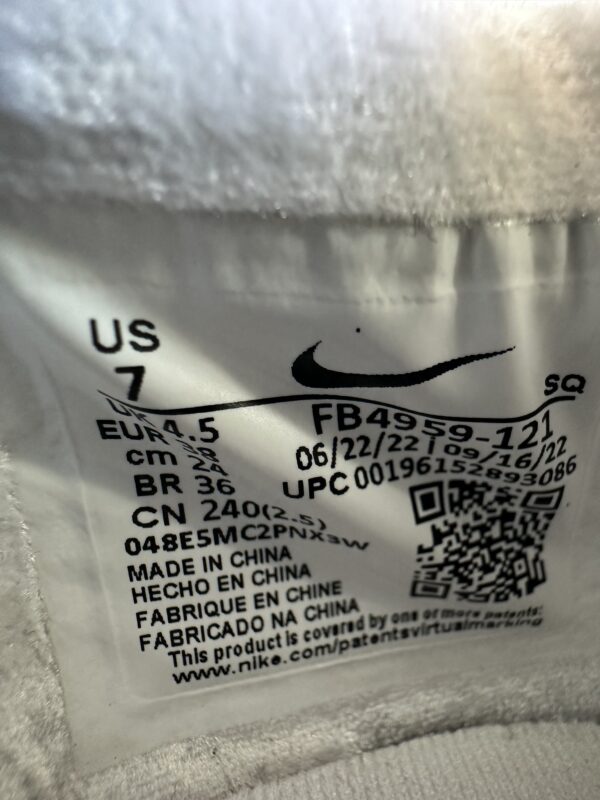 US
7
SQ
UK 4.5
EUR 38
cm 24
BR 36
CN 240(2.5)
FB4959-121
06/22/22 | 09/16/22
UPC 00196152893086
048E5MC2PNX3W
MADE IN CHINA
HECHO EN CHINA
FABRIQUE EN CHINE
FABRICADO NA CHINA
This product is covered by one or more patents:
www.nike.com/patentsvirtualmarking